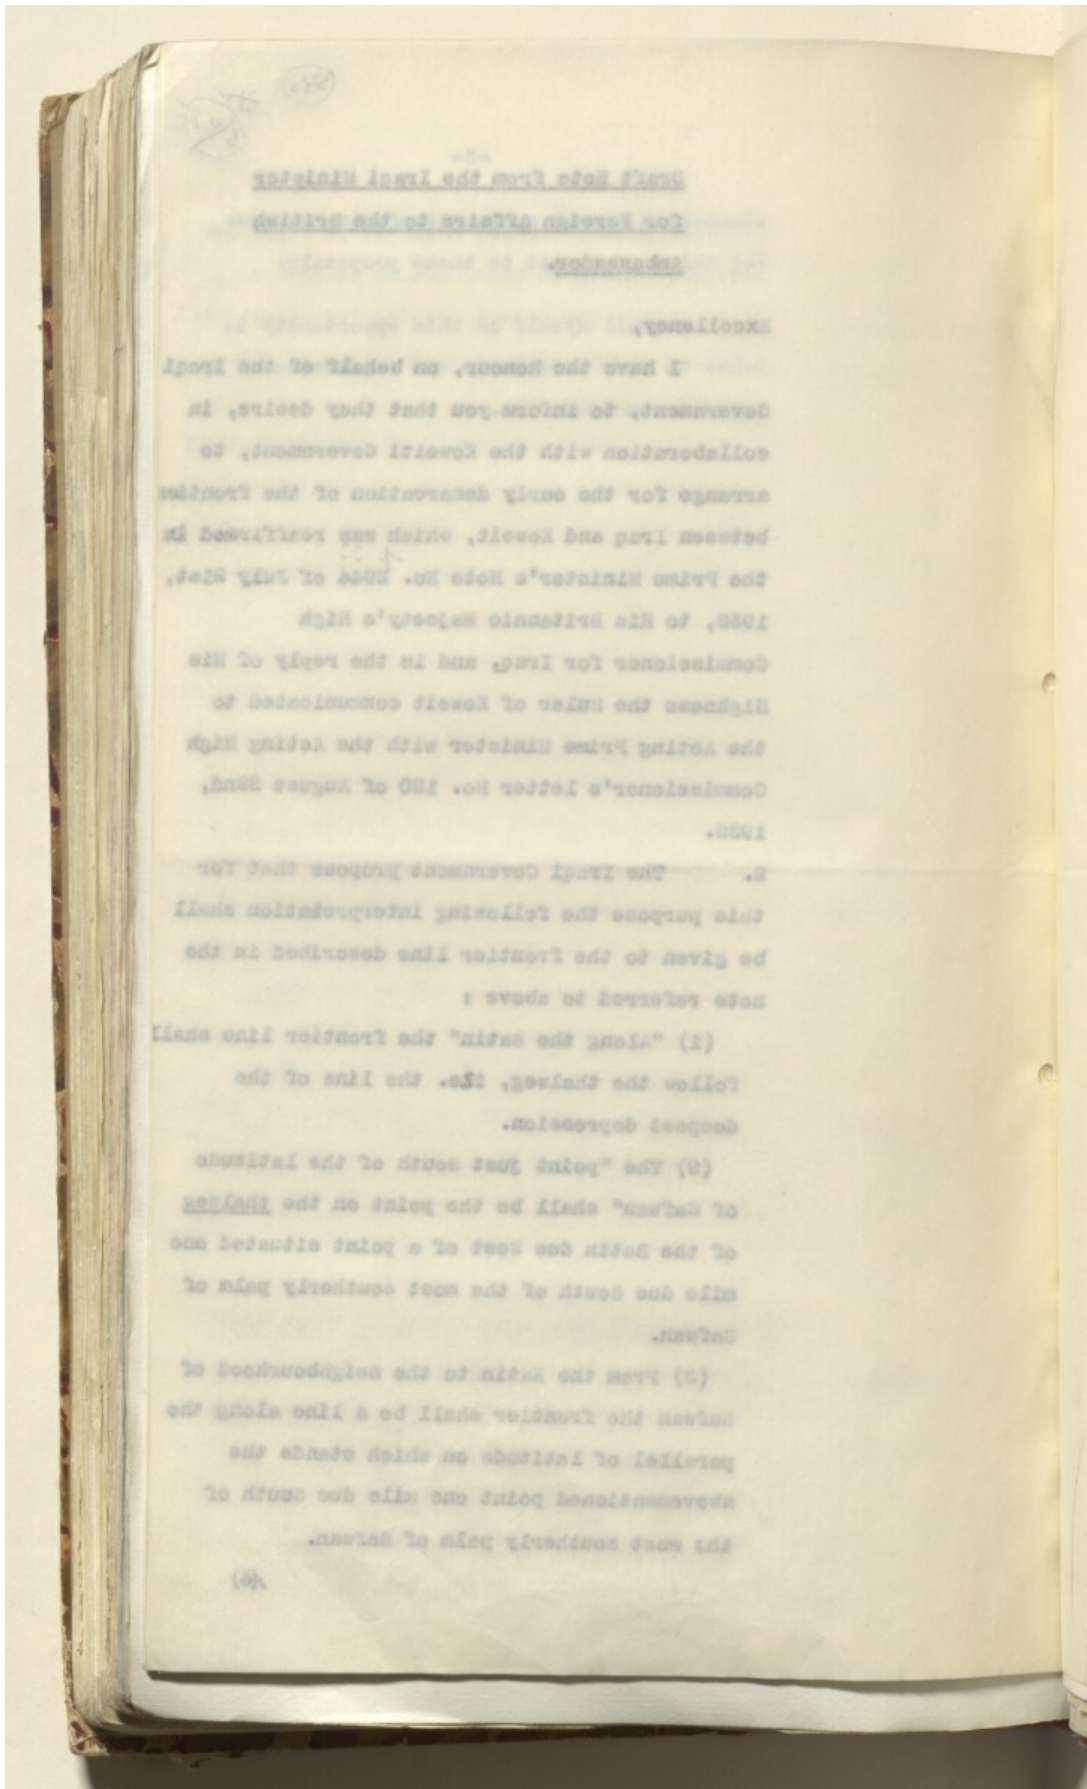 Draft Note from the Iraqi Minister
for Foreign Affairs to the British
Ambassador.
Excellency,
I have the honour, on behalf of the Iraqi
Government, to inform you that they desire, in
collaboration with the Koweiti Government, to
arrange for the early demarcation of the frontier
between Iraq and Koweit, which was reaffirmed in
the Prime Minister's Note No. 2944 of July 21st,
1932, to His Britannic Majesty's High
Commissioner for Iraq, and in the reply of His
Highness the Ruler of Koweit communicated to
the Acting Prime Minister with the Acting High
Commissioner's letter No. 120 of August 22nd,
1932.
2. The Iraqi Government propose that for
this purpose the following interpretation shall
be given to the frontier line described in the
note referred to above :
(1) "Along the Batin" the frontier line shall
follow the thalweg, i.e. the line of the
deepest depression.
(2) The "point just South of the latitude
of Safwan" shall be the point on the thalweg
of the Batin due West of a point situated one
mile due South of the most southerly palm of
Safwan.
(3) From the Batin to the neighbourhood of
Safwan the frontier shall be a line along the
parallel of latitude on which stands the
abovementioned point one mile due South of
the most southerly palm of Safwan.
/(4)